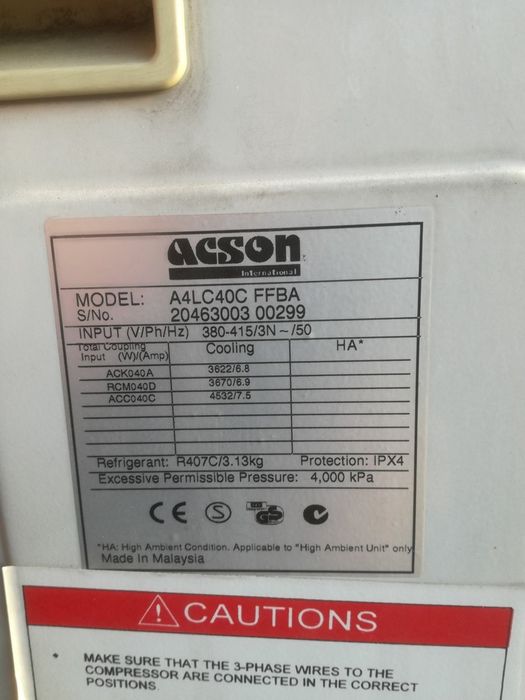 acson
International
MODEL: A4LC40C FFBA
S/No. 20463003 00299
INPUT (V/Ph/Hz) 380-415/3N ~ /50
Total Coupling Input (W)/(Amp) Cooling HA*
ACK040A 3622/6.8
RCM040D 3670/6.9
ACC040C 4532/7.5
Refrigerant: R407C/3.13kg Protection: IPX4
Excessive Permissible Pressure: 4,000 kPa
CE S GS
*HA: High Ambient Condition. Applicable to "High Ambient Unit" only
Made In Malaysia
CAUTIONS
* MAKE SURE THAT THE 3-PHASE WIRES TO THE
COMPRESSOR ARE CONNECTED IN THE CORRECT
POSITIONS